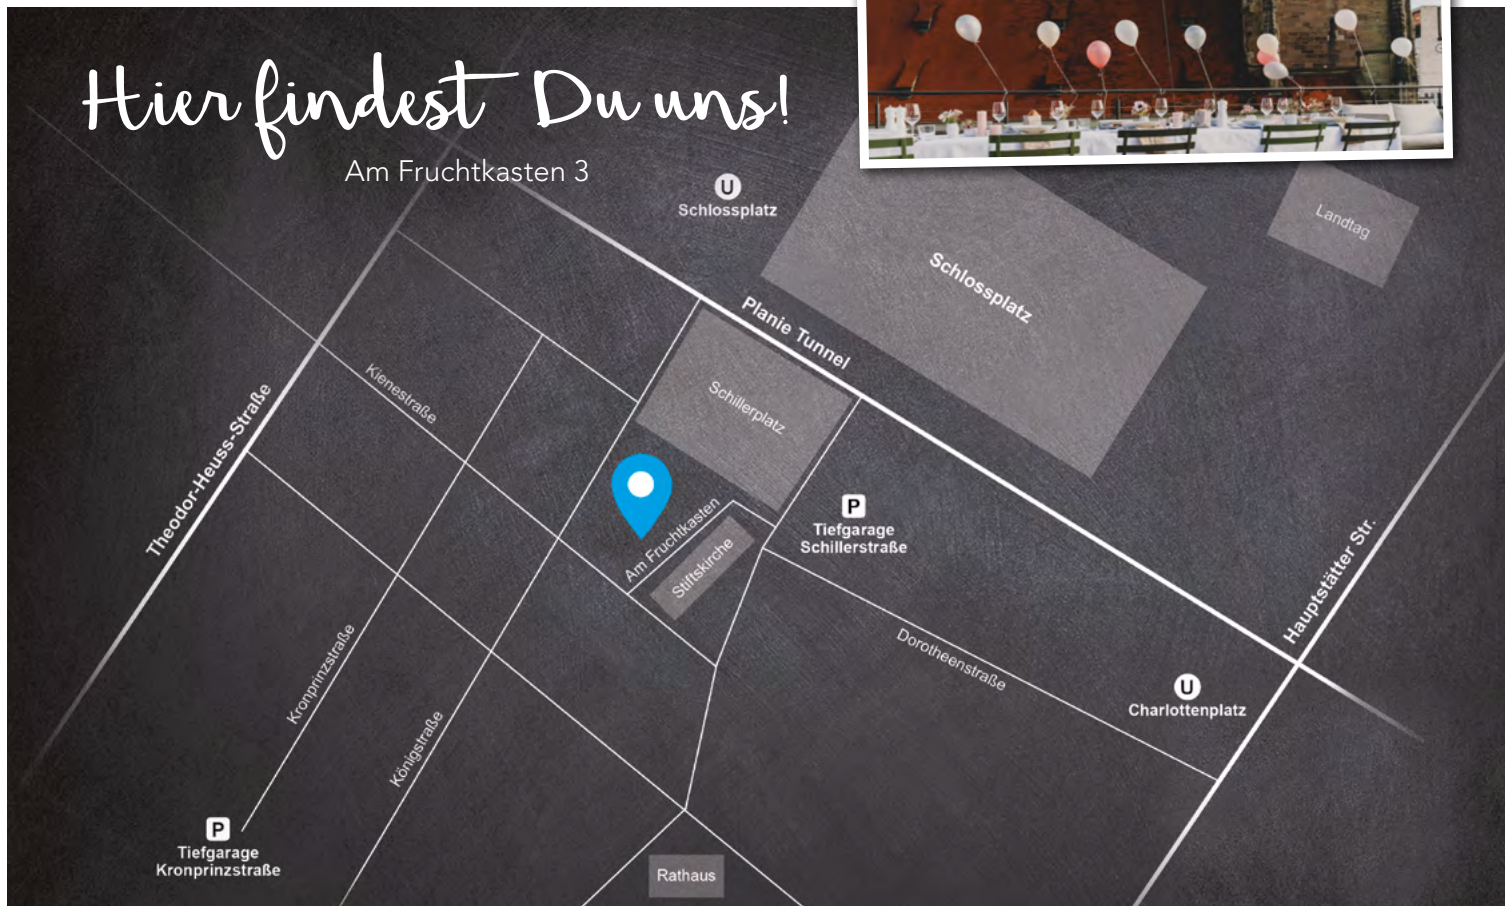 Hier findest Du uns!
Am Fruchtkasten 3
U
Schlossplatz
Landtag
Schlossplatz
Planie Tunnel
Kienestraße
Schillerplatz
Theodor-Heuss-Straße
P
Tiefgarage
Schillerstraße
Am Fruchtkasten
Stiftskirche
Hauptstätter Str.
Dorotheenstraße
Kronprinzstraße
U
Charlottenplatz
Königstraße
P
Tiefgarage
Kronprinzstraße
Rathaus